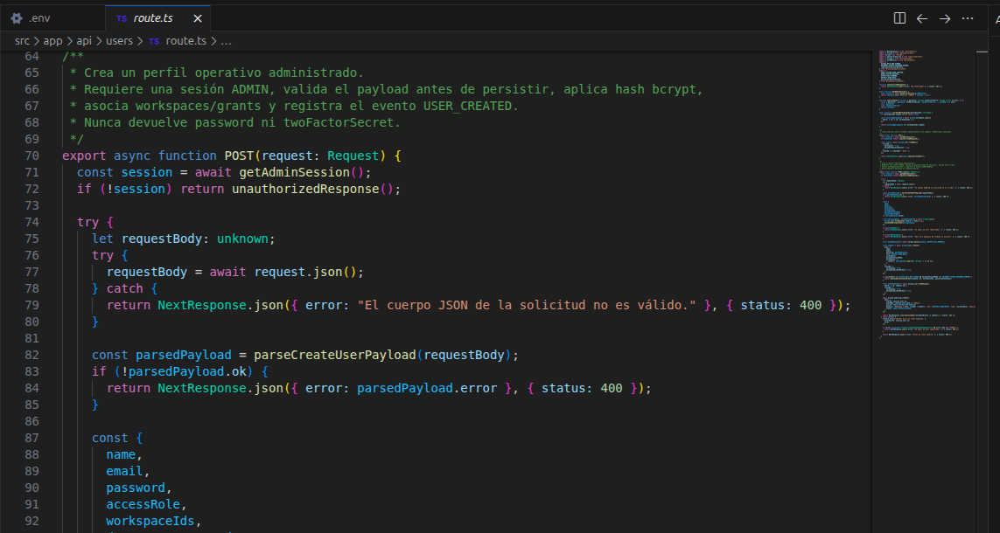 .env
TS route.ts ×
src > app > api > users > TS route.ts > ...
64 /**
65 * Crea un perfil operativo administrado.
66 * Requiere una sesión ADMIN, valida el payload antes de persistir, aplica hash bcrypt,
67 * asocia workspaces/grants y registra el evento USER_CREATED.
68 * Nunca devuelve password ni twoFactorSecret.
69 */
70 export async function POST(request: Request) {
71 const session = await getAdminSession();
72 if (!session) return unauthorizedResponse();
73
74 try {
75 let requestBody: unknown;
76 try {
77 requestBody = await request.json();
78 } catch {
79 return NextResponse.json({ error: "El cuerpo JSON de la solicitud no es válido." }, { status: 400 });
80 }
81
82 const parsedPayload = parseCreateUserPayload(requestBody);
83 if (!parsedPayload.ok) {
84 return NextResponse.json({ error: parsedPayload.error }, { status: 400 });
85 }
86
87 const {
88 name,
89 email,
90 password,
91 accessRole,
92 workspaceIds,